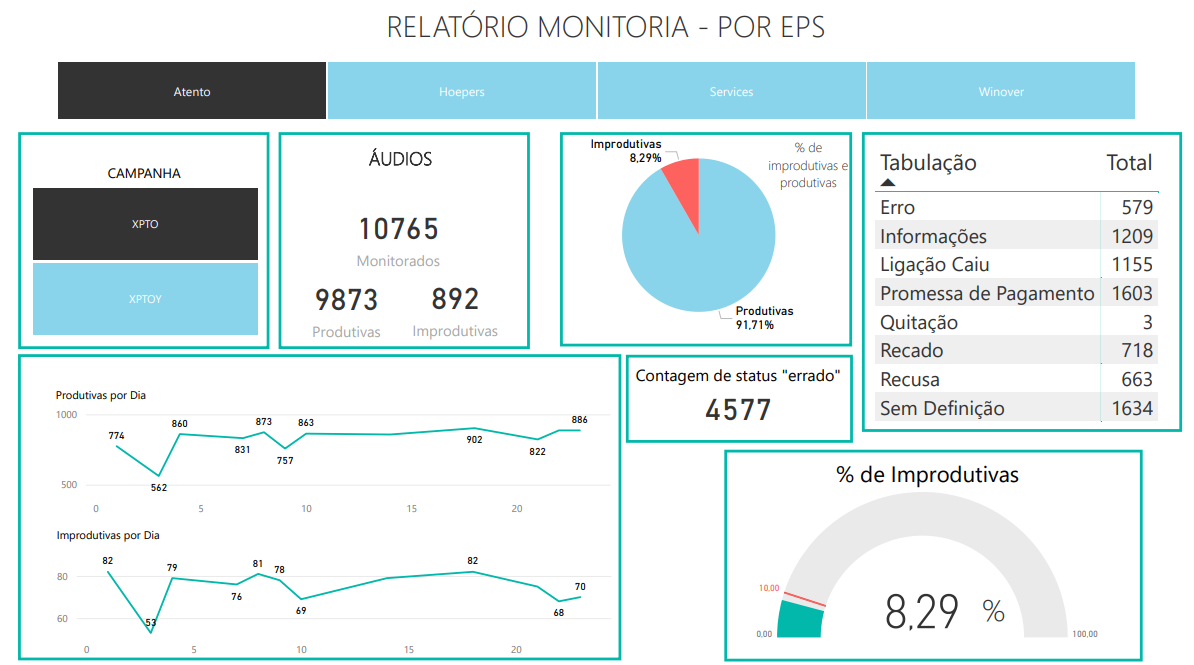 RELATÓRIO MONITORIA - POR EPS
Atento
Hoepers
Services
Winover
CAMPANHA
XPTO
XPTOY
ÁUDIOS
10765
Monitorados
9873
892
Produtivas
Improdutivas
% de
improdutivas e
produtivas
Improdutivas
8,29%
Produtivas
91,71%
Tabulação Total
Erro 579
Informações 1209
Ligação Caiu 1155
Promessa de Pagamento 1603
Quitação 3
Recado 718
Recusa 663
Sem Definição 1634
Produtivas por Dia
1000
500
774
562
860
831
873
757
863
902
822
886
0 5 10 15 20
Improdutivas por Dia
80
60
82
53
79
76
81
78
69
82
68
70
0 5 10 15 20
Contagem de status "errado"
4577
% de Improdutivas
10,00
0,00
8,29 %
100,00